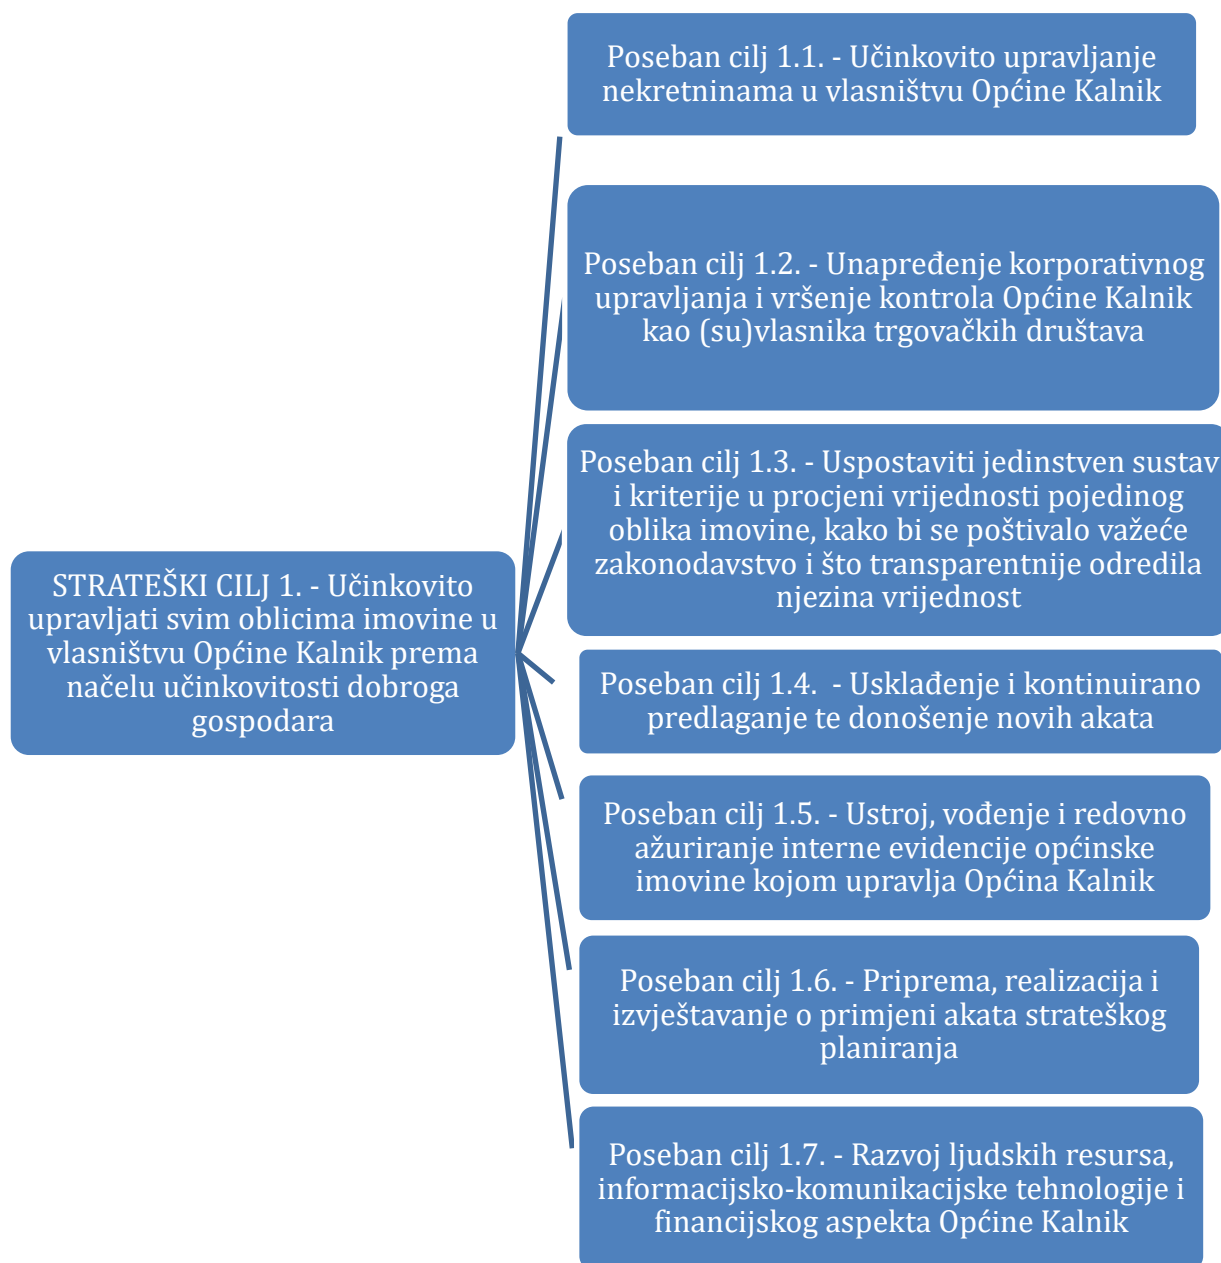 Poseban cilj 1.1. - Učinkovito upravljanje
nekretninama u vlasništvu Općine Kalnik
Poseban cilj 1.2. - Unapređenje korporativnog
upravljanja i vršenje kontrola Općine Kalnik
kao (su)vlasnika trgovačkih društava
Poseban cilj 1.3. - Uspostaviti jedinstven sustav
i kriterije u procjeni vrijednosti pojedinog
oblika imovine, kako bi se poštivalo važeće
zakonodavstvo i što transparentnije odredila
njezina vrijednost
STRATEŠKI CILJ 1. - Učinkovito
upravljati svim oblicima imovine u
vlasništvu Općine Kalnik prema
načelu učinkovitosti dobroga
gospodara
Poseban cilj 1.4.  - Usklađenje i kontinuirano
predlaganje te donošenje novih akata
Poseban cilj 1.5. - Ustroj, vođenje i redovno
ažuriranje interne evidencije općinske
imovine kojom upravlja Općina Kalnik
Poseban cilj 1.6. - Priprema, realizacija i
izvještavanje o primjeni akata strateškog
planiranja
Poseban cilj 1.7. - Razvoj ljudskih resursa,
informacijsko-komunikacijske tehnologije i
financijskog aspekta Općine Kalnik